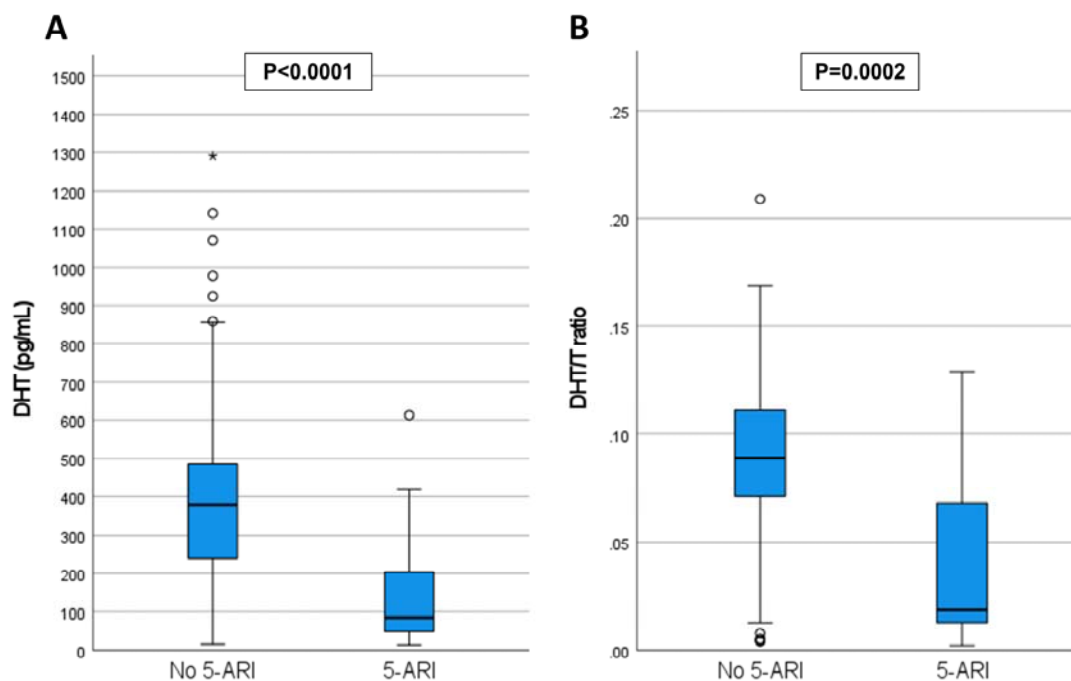 A
P<0.0001
DHT (pg/mL)
1500
1400
1300
1200
1100
1000
900
800
700
600
500
400
300
200
100
0
No 5-ARI
5-ARI
B
P=0.0002
DHT/T ratio
.25
.20
.15
.10
.05
.00
No 5-ARI
5-ARI